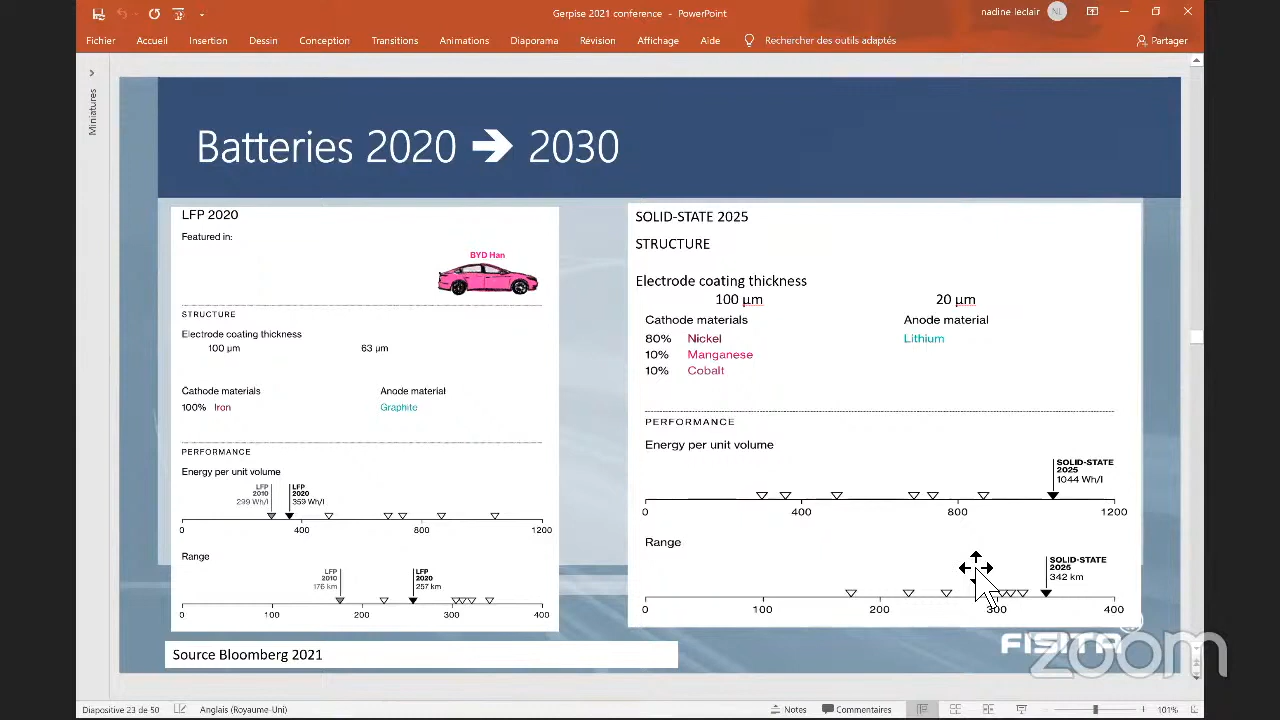 Gerpise 2021 conference - PowerPoint
nadine leclair
NL
Fichier Accueil Insertion Dessin Conception Transitions Animations Diaporama Révision Affichage Aide Rechercher des outils adaptés Partager
Miniatures
Batteries 2020 → 2030
LFP 2020
Featured in:
BYD Han
STRUCTURE
Electrode coating thickness
100 µm 63 µm
Cathode materials Anode material
100% Iron Graphite
PERFORMANCE
Energy per unit volume
LFP 2010 299 Wh/l
LFP 2020 359 Wh/l
0 400 800 1200
Range
LFP 2010 176 km
LFP 2020 257 km
0 100 200 300 400
SOLID-STATE 2025
STRUCTURE
Electrode coating thickness
100 µm 20 µm
Cathode materials Anode material
80% Nickel Lithium
10% Manganese
10% Cobalt
PERFORMANCE
Energy per unit volume
SOLID-STATE
2025
1044 Wh/l
0 400 800 1200
Range
SOLID-STATE
2025
342 km
0 100 200 300 400
Source Bloomberg 2021
FISITA
zoom
Diapositive 23 de 50 Anglais (Royaume-Uni) Notes Commentaires 101%